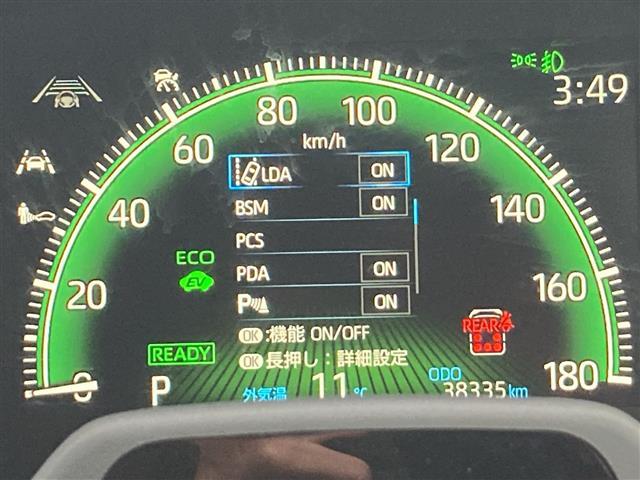 3:49
80 100
60 km/h 120
LDA ON
BSM ON
40 140
PCS
ECO
EV
PDA ON
20 160
P ON
OK:機能 ON/OFF
REAR
READY
OK長押し:詳細設定
0 180
P 外気温 11℃ ODO 38335km